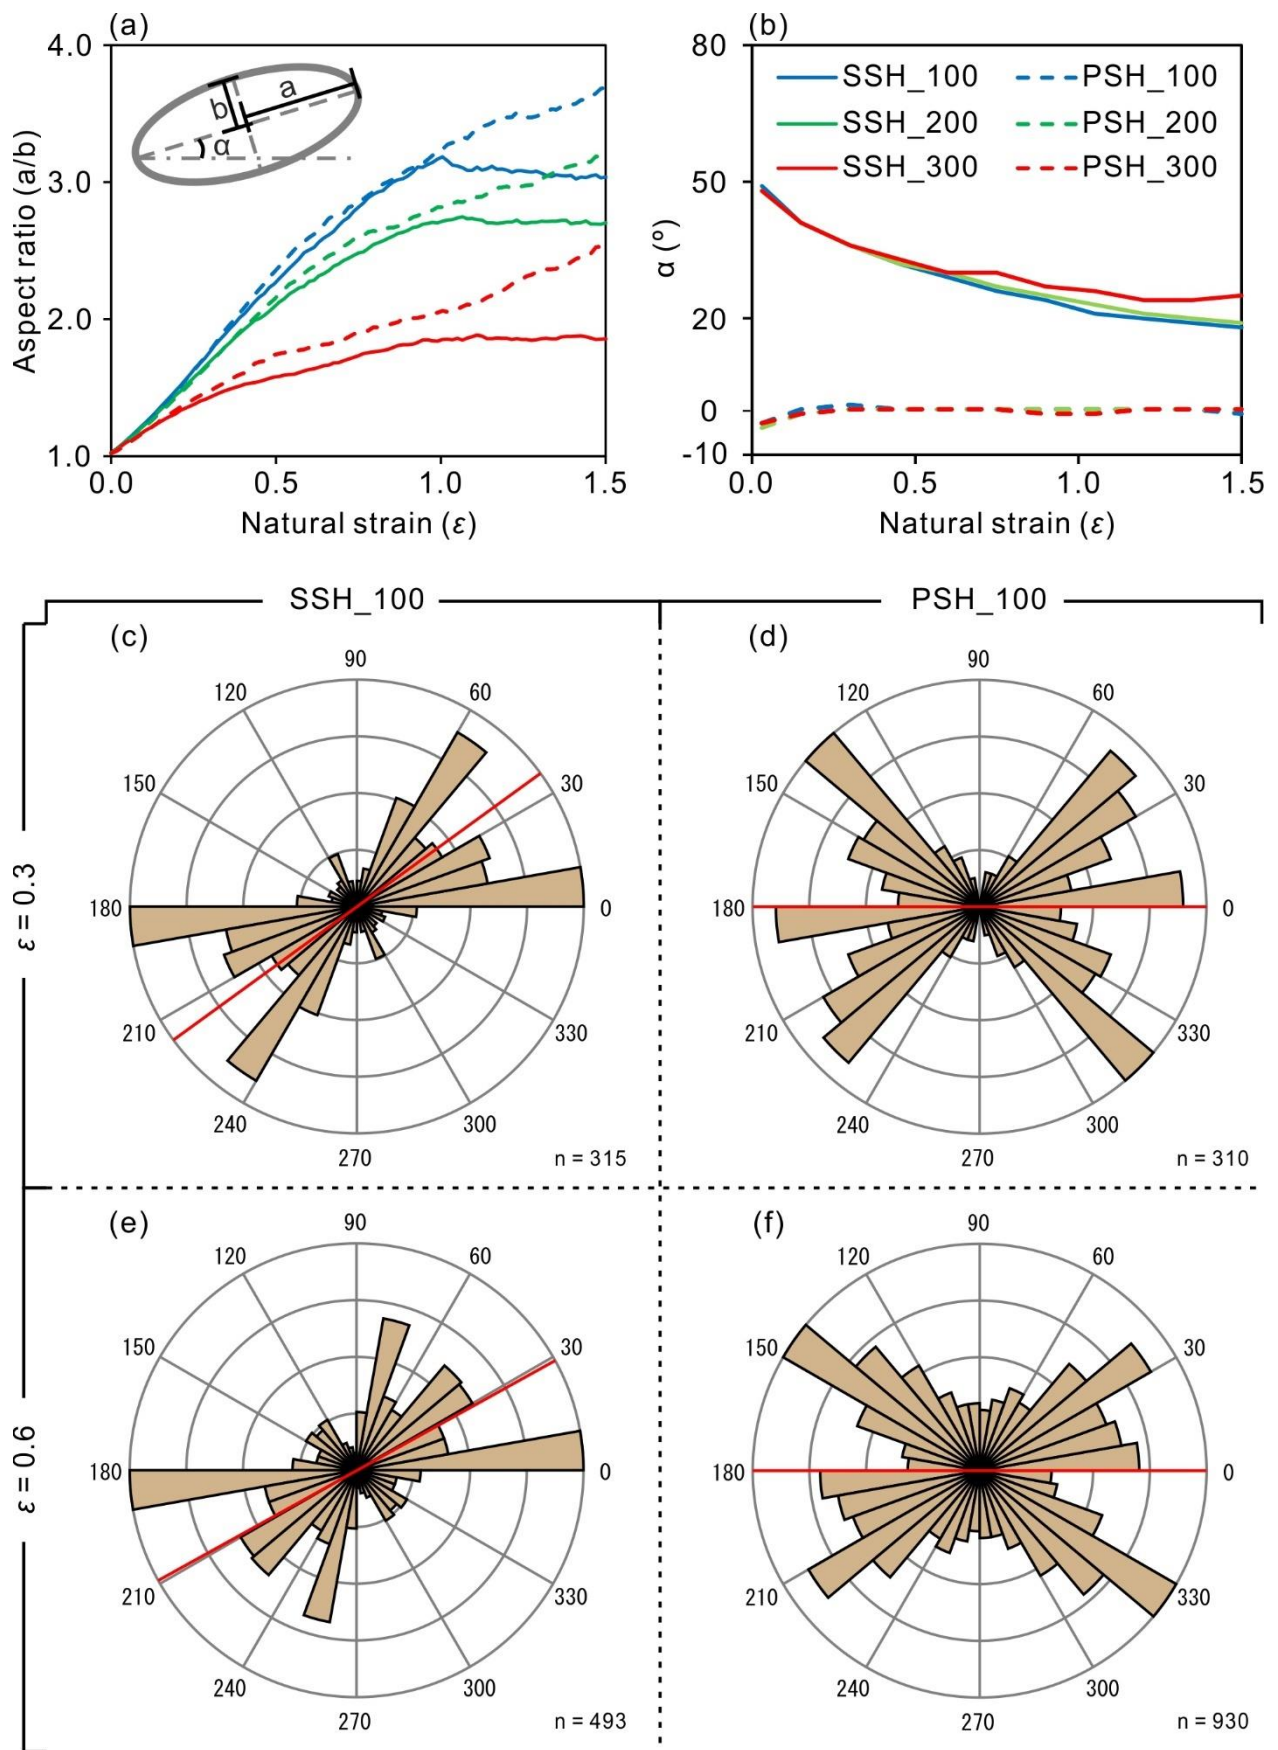 (a)
(b)
4.0
3.0
2.0
1.0
Aspect ratio (a/b)
a
b
α
0.0
0.5
1.0
1.5
Natural strain (ε)
80
50
20
0
-10
α (º)
SSH_100
PSH_100
SSH_200
PSH_200
SSH_300
PSH_300
0.0
0.5
1.0
1.5
Natural strain (ε)
SSH_100
PSH_100
ε = 0.3
(c)
90
120
60
150
30
180
0
210
330
240
300
270
n = 315
(d)
90
120
60
150
30
180
0
210
330
240
300
270
n = 310
ε = 0.6
(e)
90
120
60
150
30
180
0
210
330
240
300
270
n = 493
(f)
90
120
60
150
30
180
0
210
330
240
300
270
n = 930